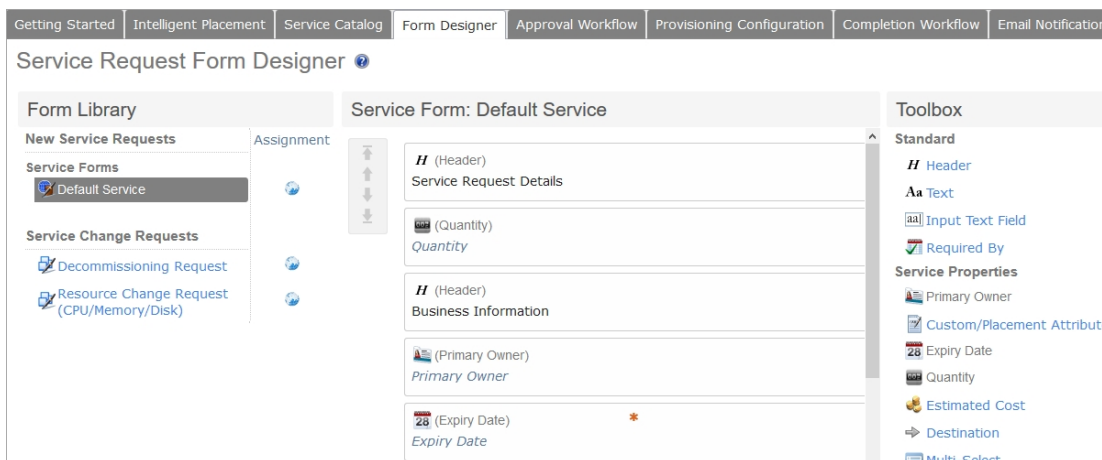 Getting Started
Intelligent Placement
Service Catalog
Form Designer
Approval Workflow
Provisioning Configuration
Completion Workflow
Email Notification
Service Request Form Designer
Form Library
New Service Requests
Assignment
Service Forms
Default Service
Service Change Requests
Decommissioning Request
Resource Change Request
(CPU/Memory/Disk)
Service Form: Default Service
H (Header)
Service Request Details
(Quantity)
Quantity
H (Header)
Business Information
(Primary Owner)
Primary Owner
28 (Expiry Date) *
Expiry Date
Toolbox
Standard
H Header
Aa Text
aa| Input Text Field
Required By
Service Properties
Primary Owner
Custom/Placement Attribut
28 Expiry Date
Quantity
Estimated Cost
Destination
Multi-Select